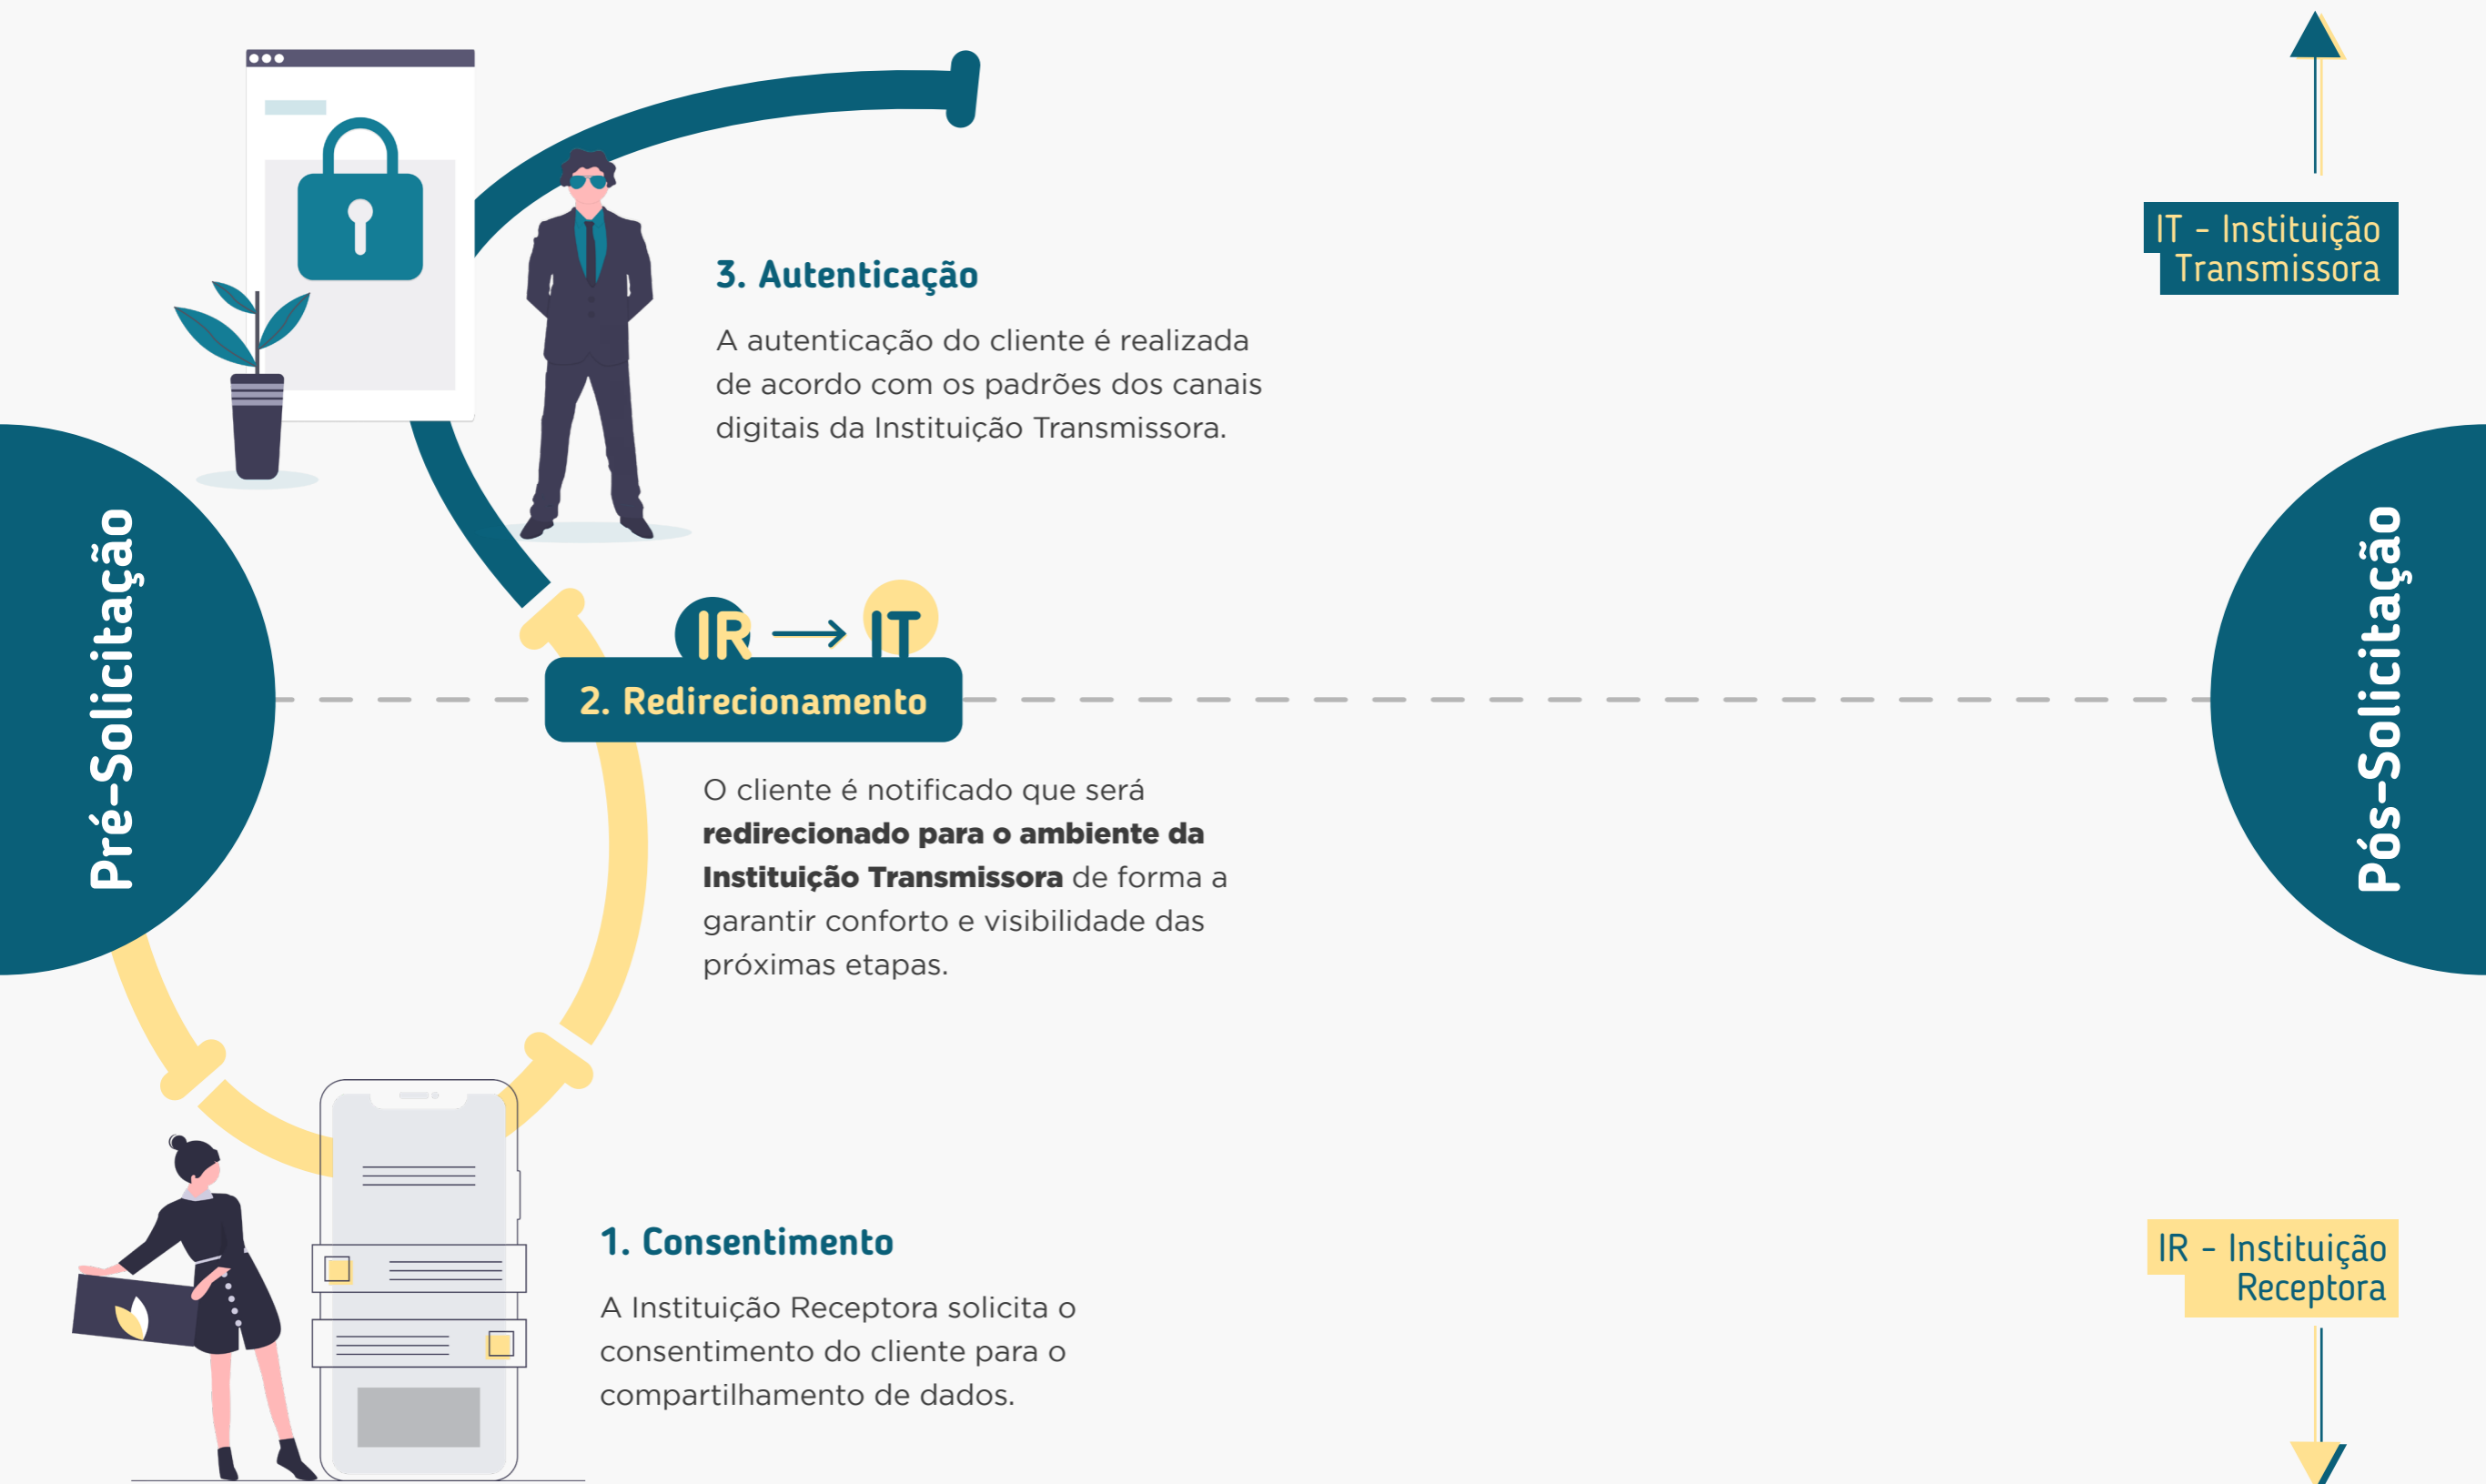 3. Autenticação
A autenticação do cliente é realizada
de acordo com os padrões dos canais
digitais da Instituição Transmissora.
IT - Instituição
Transmissora
Pré-Solicitação
IR → IT
2. Redirecionamento
O cliente é notificado que será
redirecionado para o ambiente da
Instituição Transmissora de forma a
garantir conforto e visibilidade das
próximas etapas.
Pós-Solicitação
1. Consentimento
A Instituição Receptora solicita o
consentimento do cliente para o
compartilhamento de dados.
IR - Instituição
Receptora